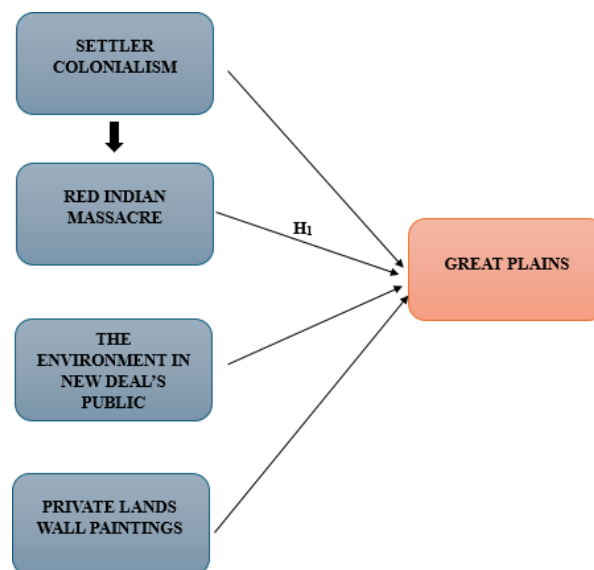 SETTLER
COLONIALISM
RED INDIAN
MASSACRE
H1
GREAT PLAINS
THE
ENVIRONMENT IN
NEW DEAL'S
PUBLIC
PRIVATE LANDS
WALL PAINTINGS